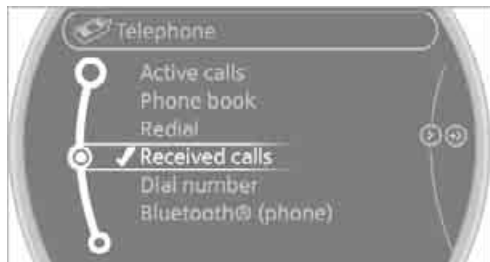 Telephone
Active calls
Phone book
Redial
Received calls
Dial number
Bluetooth® (phone)